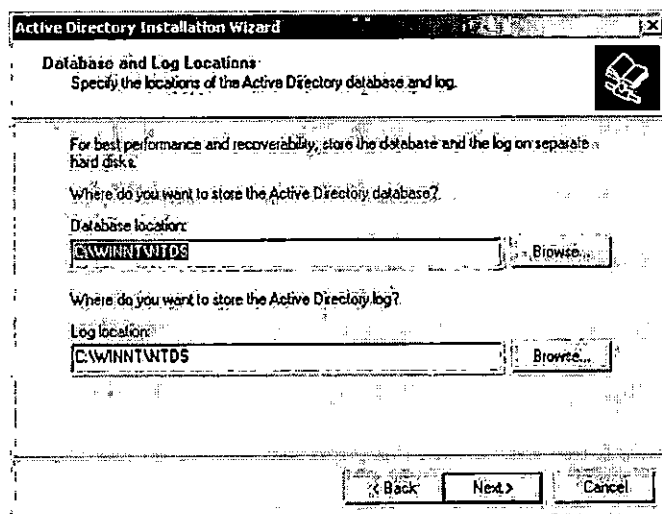 Active Directory Installation Wizard
Database and Log Locations
Specify the locations of the Active Directory database and log.
For best performance and recoverability, store the database and the log on separate
hard disks.
Where do you want to store the Active Directory database?
Database location:
C:\WINNT\NTDS
Browse...
Where do you want to store the Active Directory log?
Log location:
C:\WINNT\NTDS
Browse...
< Back
Next >
Cancel